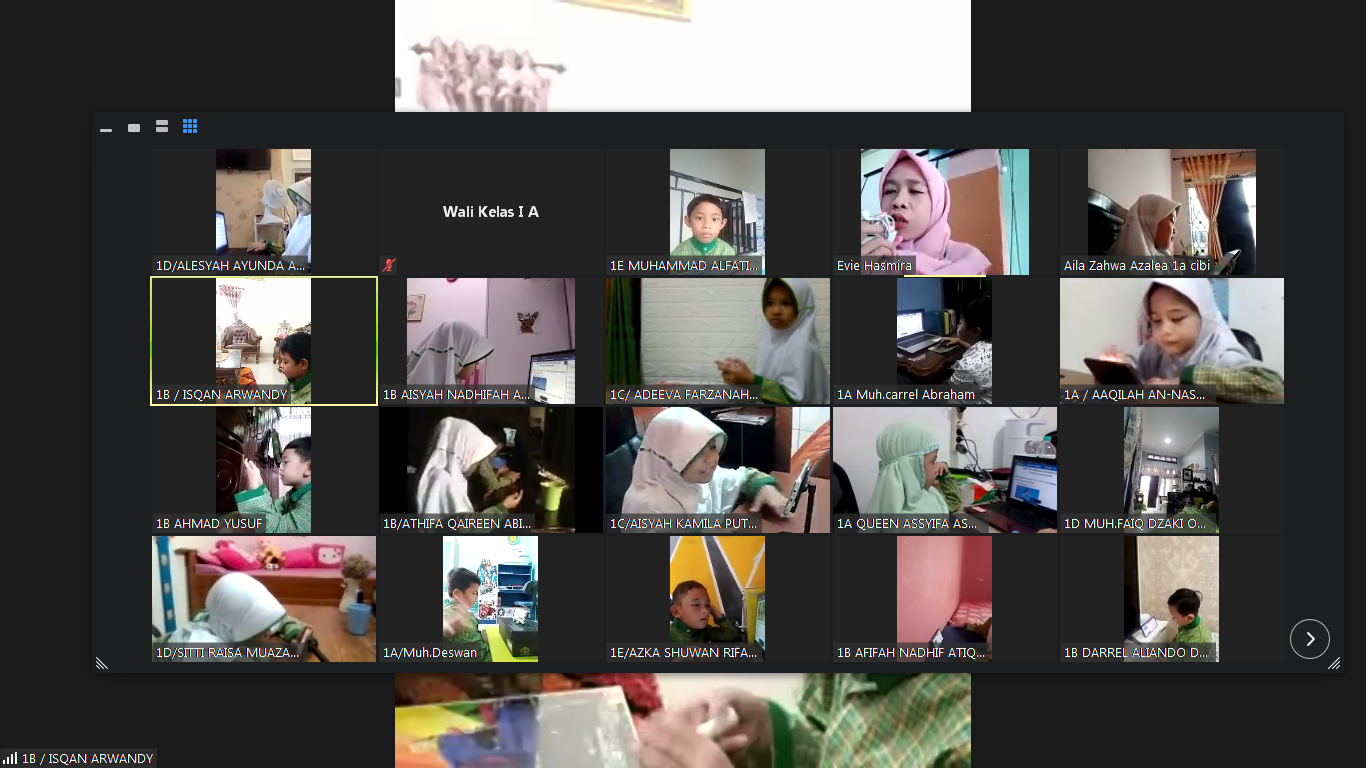 1D/ALESYAH AYUNDA A...
Wali Kelas I A
1E MUHAMMAD ALFATI...
Evie Hasmira
Aila Zahwa Azalea 1a cibi
1B / ISQAN ARWANDY
1B AISYAH NADHIFAH A...
1C/ ADEEVA FARZANAH...
1A Muh.carrel Abraham
1A / AAQILAH AN-NAS...
1B AHMAD YUSUF
1B/ATHIFA QAIREEN ABI...
1C/AISYAH KAMILA PUT...
1A QUEEN ASSYIFA AS...
1D MUH.FAIQ DZAKI O...
1D/SITTI RAISA MUAZA...
1A/Muh.Deswan
1E/AZKA SHUWAN RIFA...
1B AFIFAH NADHIF ATIQ...
1B DARREL ALIANDO D...
1B / ISQAN ARWANDY